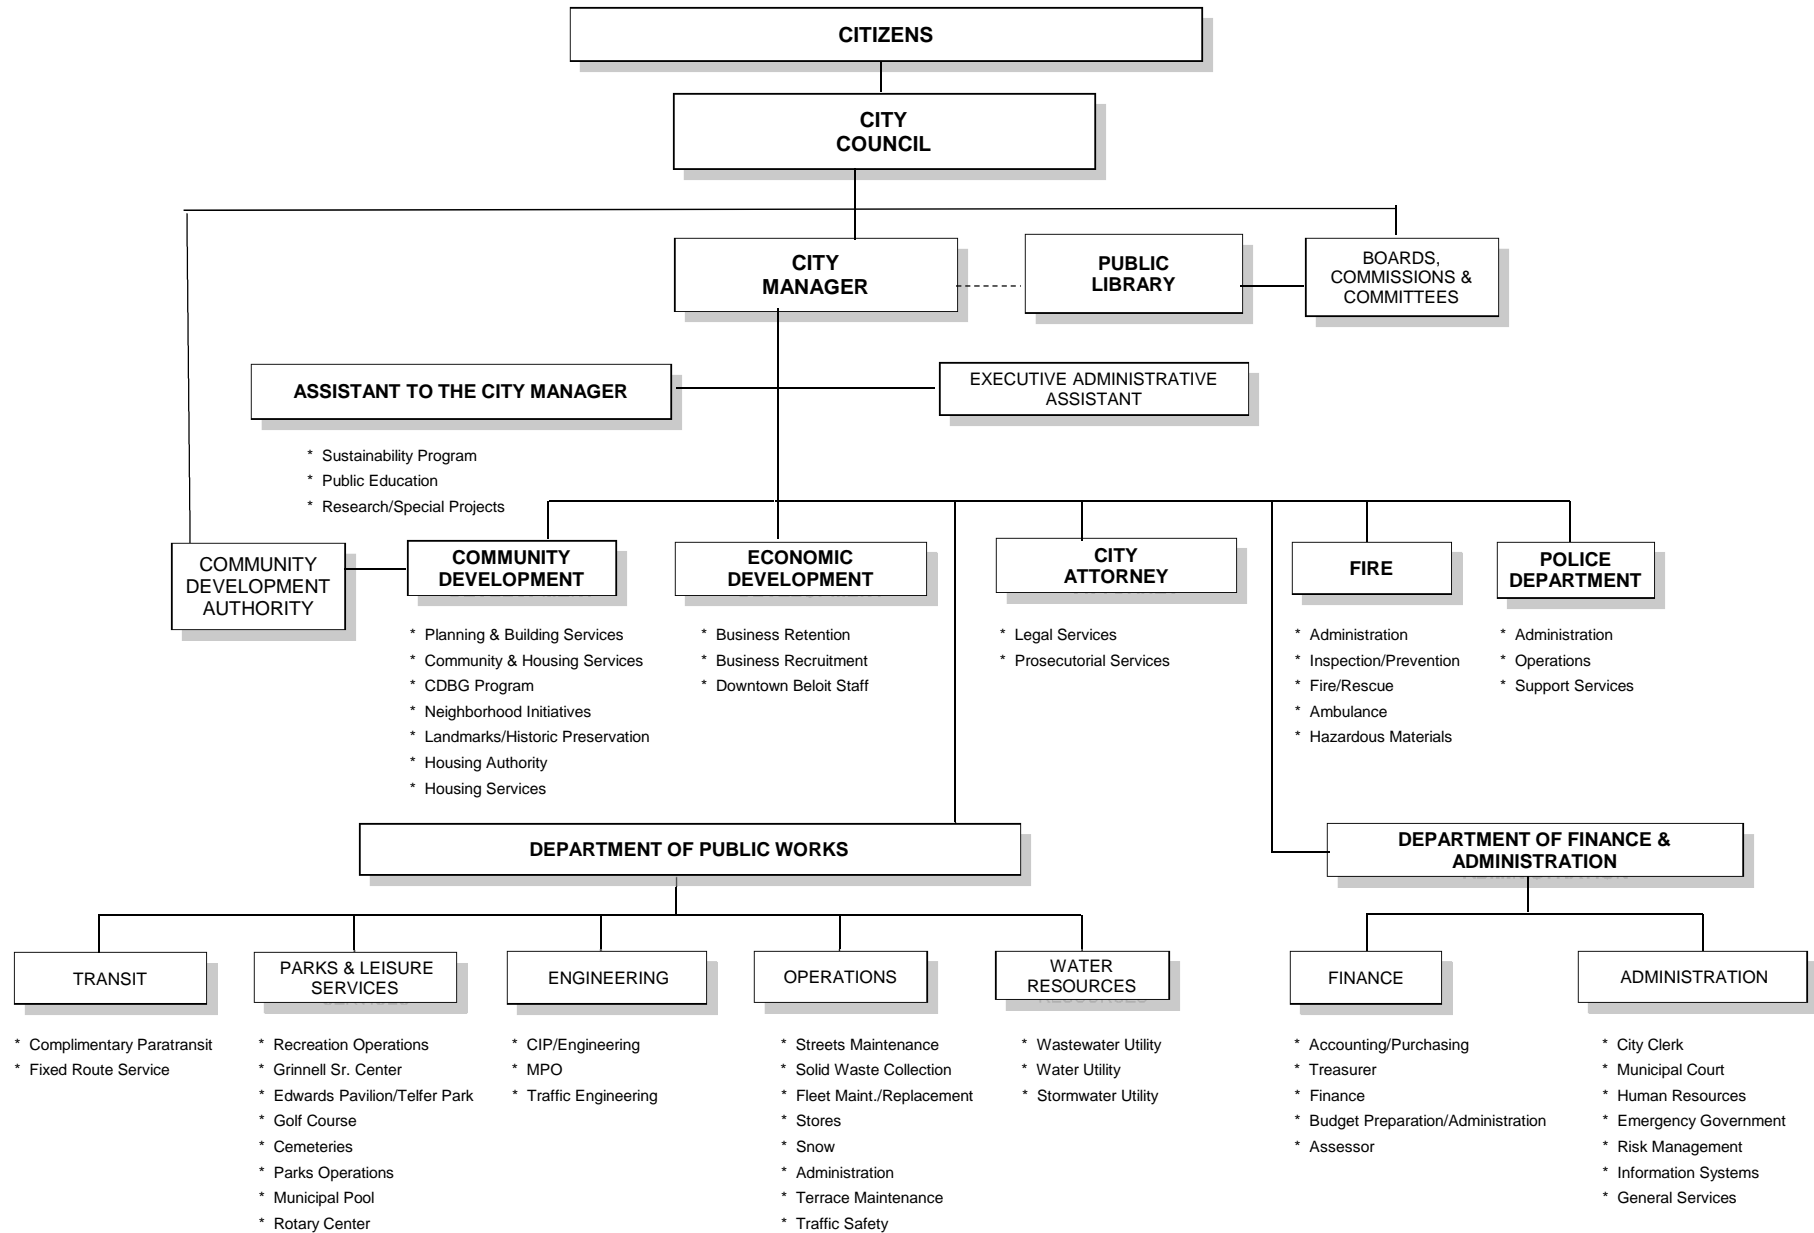 CITIZENS
CITY
COUNCIL
CITY
MANAGER
PUBLIC
LIBRARY
BOARDS,
COMMISSIONS &
COMMITTEES
ASSISTANT TO THE CITY MANAGER
EXECUTIVE ADMINISTRATIVE
ASSISTANT
* Sustainability Program
* Public Education
* Research/Special Projects
COMMUNITY
DEVELOPMENT
AUTHORITY
COMMUNITY
DEVELOPMENT
ECONOMIC
DEVELOPMENT
CITY
ATTORNEY
FIRE
POLICE
DEPARTMENT
* Planning & Building Services
* Community & Housing Services
* CDBG Program
* Neighborhood Initiatives
* Landmarks/Historic Preservation
* Housing Authority
* Housing Services
* Business Retention
* Business Recruitment
* Downtown Beloit Staff
* Legal Services
* Prosecutorial Services
* Administration
* Inspection/Prevention
* Fire/Rescue
* Ambulance
* Hazardous Materials
* Administration
* Operations
* Support Services
DEPARTMENT OF PUBLIC WORKS
DEPARTMENT OF FINANCE &
ADMINISTRATION
TRANSIT
PARKS & LEISURE
SERVICES
ENGINEERING
OPERATIONS
WATER
RESOURCES
FINANCE
ADMINISTRATION
* Complimentary Paratransit
* Fixed Route Service
* Recreation Operations
* Grinnell Sr. Center
* Edwards Pavilion/Telfer Park
* Golf Course
* Cemeteries
* Parks Operations
* Municipal Pool
* Rotary Center
* CIP/Engineering
* MPO
* Traffic Engineering
* Streets Maintenance
* Solid Waste Collection
* Fleet Maint./Replacement
* Stores
* Snow
* Administration
* Terrace Maintenance
* Traffic Safety
* Wastewater Utility
* Water Utility
* Stormwater Utility
* Accounting/Purchasing
* Treasurer
* Finance
* Budget Preparation/Administration
* Assessor
* City Clerk
* Municipal Court
* Human Resources
* Emergency Government
* Risk Management
* Information Systems
* General Services